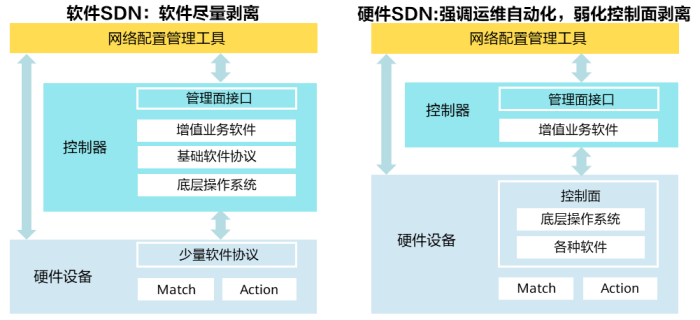 软件SDN：软件尽量剥离
网络配置管理工具
管理面接口
控制器
增值业务软件
基础软件协议
底层操作系统
少量软件协议
硬件设备
Match
Action
硬件SDN:强调运维自动化，弱化控制面剥离
网络配置管理工具
管理面接口
控制器
增值业务软件
控制面
底层操作系统
硬件设备
各种软件
Match
Action